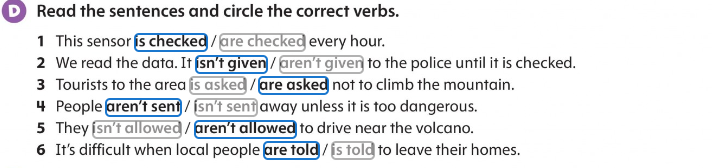 D Read the sentences and circle the correct verbs.
1 This sensor is checked / are checked every hour.
2 We read the data. It isn't given / aren't given to the police until it is checked.
3 Tourists to the area is asked / are asked not to climb the mountain.
4 People aren't sent / isn't sent away unless it is too dangerous.
5 They isn't allowed / aren't allowed to drive near the volcano.
6 It's difficult when local people are told / is told to leave their homes.